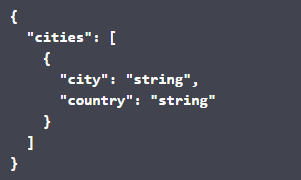 {
  "cities": [
    {
      "city": "string",
      "country": "string"
    }
  ]
}